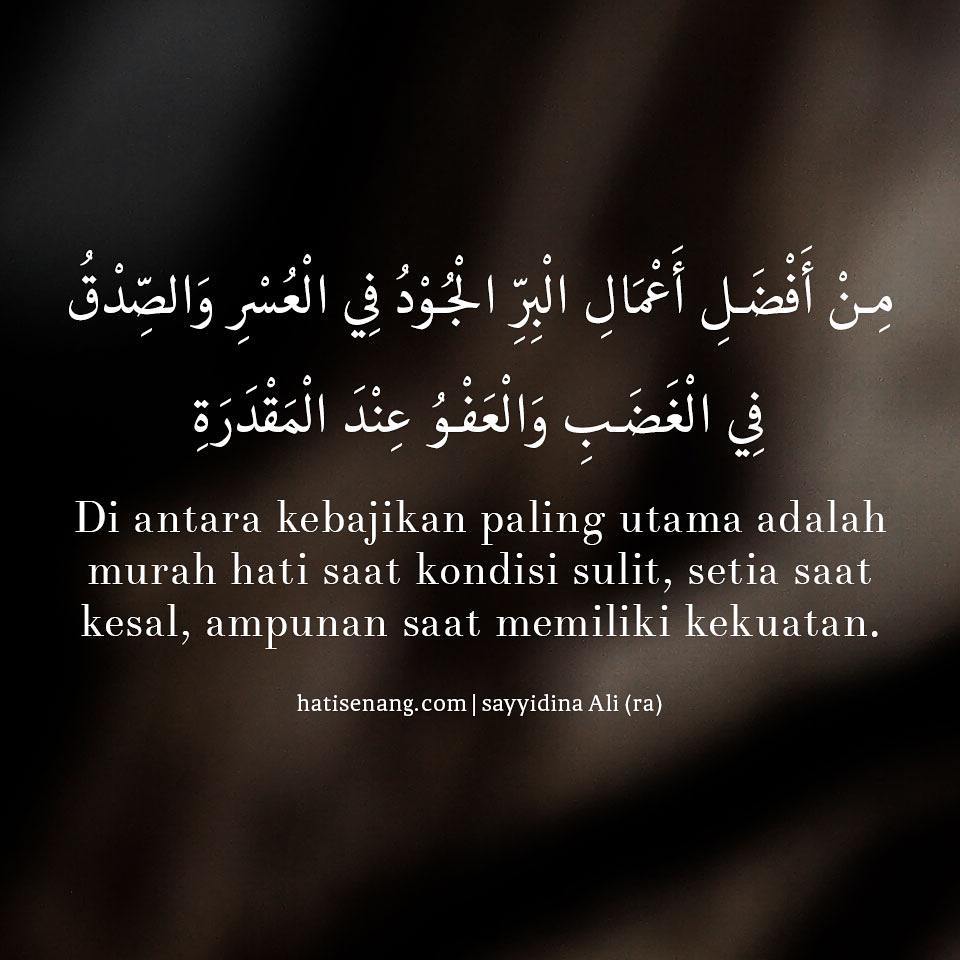 مِنْ أَفْضَلِ أَعْمَالِ الْبِرِّ الْجُوْدُ فِي الْعُسْرِ وَالصِّدْقُ
فِي الْغَضَبِ وَالْعَفْوُ عِنْدَ الْمَقْدَرَةِ
Di antara kebajikan paling utama adalah
murah hati saat kondisi sulit, setia saat
kesal, ampunan saat memiliki kekuatan.
hatisenang.com | sayyidina Ali (ra)